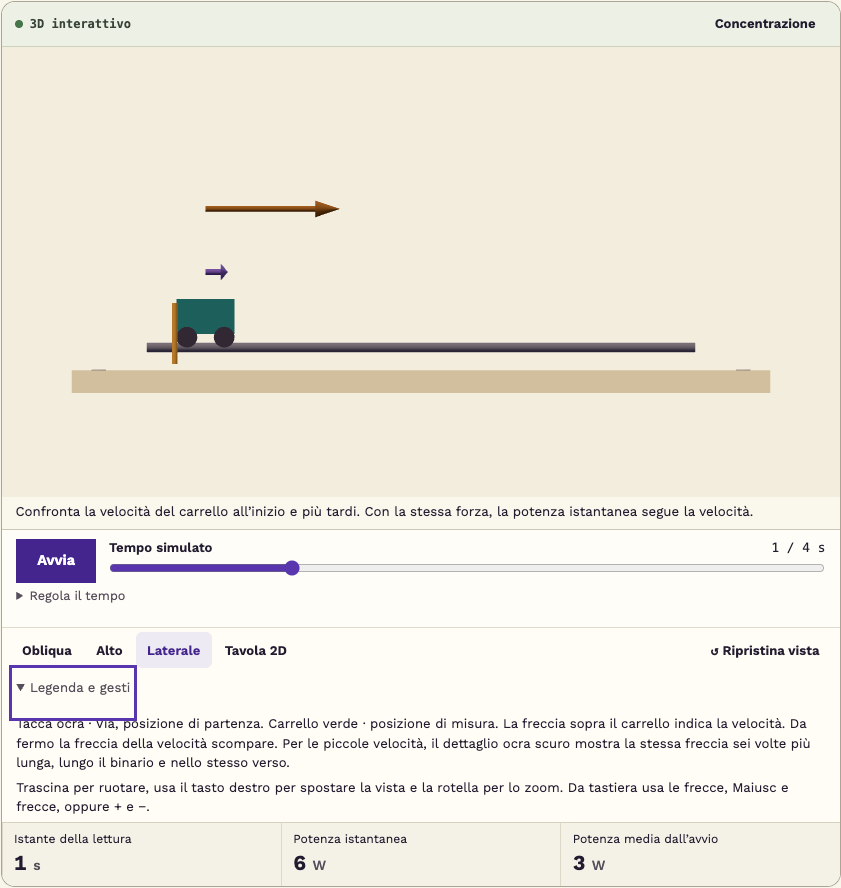 3D interattivo
Concentrazione
Confronta la velocità del carrello all’inizio e più tardi. Con la stessa forza, la potenza istantanea segue la velocità.
Avvia
Tempo simulato
1 / 4 s
▶ Regola il tempo
Obliqua Alto Laterale Tavola 2D
↺ Ripristina vista
▼ Legenda e gesti
Tacca ocra · Via, posizione di partenza. Carrello verde · posizione di misura. La freccia sopra il carrello indica la velocità. Da
fermo la freccia della velocità scompare. Per le piccole velocità, il dettaglio ocra scuro mostra la stessa freccia sei volte più
lunga, lungo il binario e nello stesso verso.
Trascina per ruotare, usa il tasto destro per spostare la vista e la rotella per lo zoom. Da tastiera usa le frecce, Maiusc e
frecce, oppure + e −.
Istante della lettura
1 s
Potenza istantanea
6 W
Potenza media dall’avvio
3 W